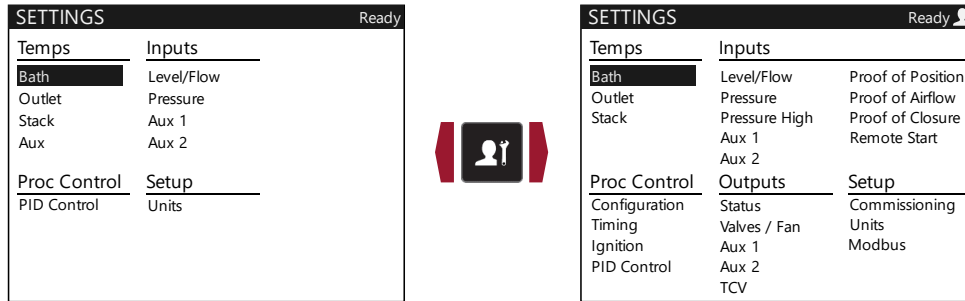 SETTINGS Ready
Temps Inputs
Bath Level/Flow
Outlet Pressure
Stack Aux 1
Aux Aux 2
Proc Control Setup
PID Control Units
SETTINGS Ready
Temps Inputs
Bath Level/Flow Proof of Position
Outlet Pressure Proof of Airflow
Stack Pressure High Proof of Closure
Aux 1 Remote Start
Aux 2
Proc Control Outputs Setup
Configuration Status Commissioning
Timing Valves / Fan Units
Ignition Aux 1 Modbus
PID Control Aux 2
TCV